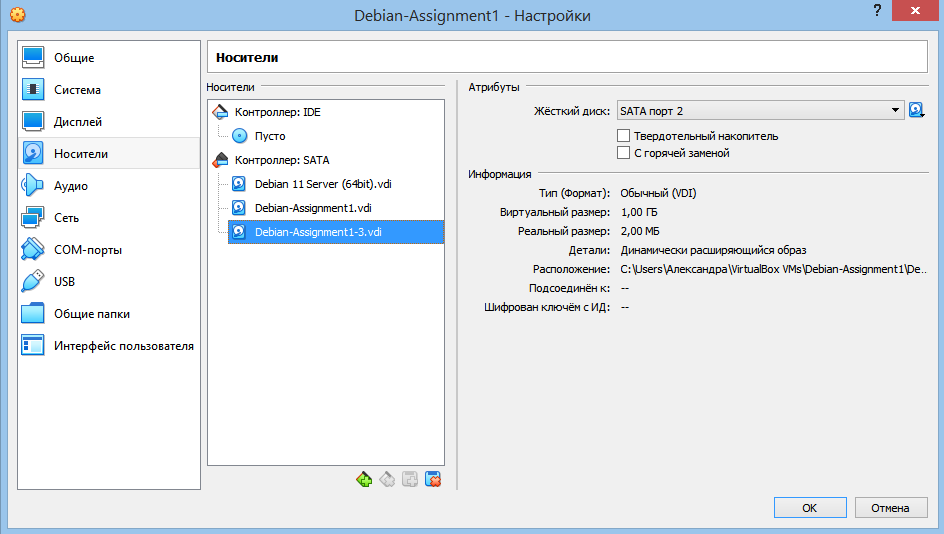 Debian-Assignment1 - Настройки
?
Общие
Система
Дисплей
Носители
Аудио
Сеть
COM-порты
USB
Общие папки
Интерфейс пользователя
Носители
Носители
Контроллер: IDE
Пусто
Контроллер: SATA
Debian 11 Server (64bit).vdi
Debian-Assignment1.vdi
Debian-Assignment1-3.vdi
Атрибуты
Жёсткий диск: SATA порт 2
Твердотельный накопитель
С горячей заменой
Информация
Тип (Формат): Обычный (VDI)
Виртуальный размер: 1,00 ГБ
Реальный размер: 2,00 МБ
Детали: Динамически расширяющийся образ
Расположение: C:\Users\Александра\VirtualBox VMs\Debian-Assignment1\De...
Подсоединён к: --
Шифрован ключём с ИД: --
OK
Отмена